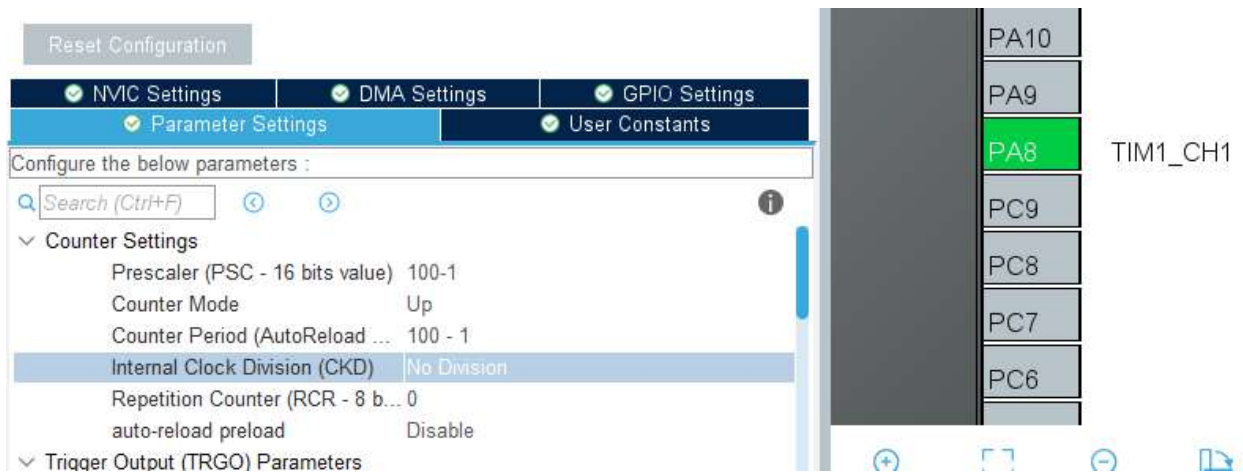 Reset Configuration
NVIC Settings
DMA Settings
GPIO Settings
Parameter Settings
User Constants
Configure the below parameters :
Search (Ctrl+F)
Counter Settings
Prescaler (PSC - 16 bits value) 100-1
Counter Mode Up
Counter Period (AutoReload ... 100 - 1
Internal Clock Division (CKD) No Division
Repetition Counter (RCR - 8 b... 0
auto-reload preload Disable
Trigger Output (TRGO) Parameters
PA10
PA9
PA8 TIM1_CH1
PC9
PC8
PC7
PC6